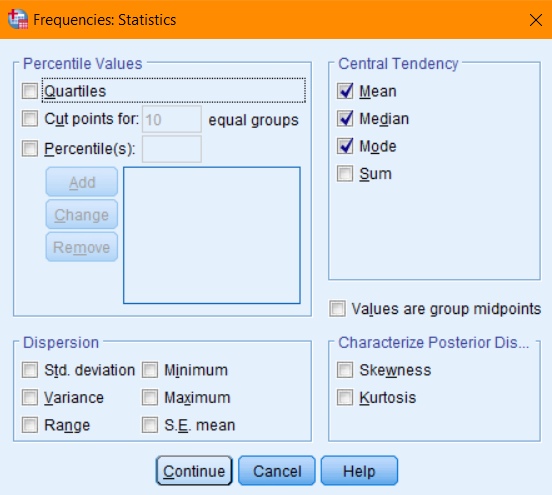 Frequencies: Statistics
Percentile Values
Quartiles
Cut points for: 10 equal groups
Percentile(s):
Add
Change
Remove
Central Tendency
Mean
Median
Mode
Sum
Values are group midpoints
Dispersion
Std. deviation Minimum
Variance Maximum
Range S.E. mean
Characterize Posterior Dis...
Skewness
Kurtosis
Continue Cancel Help